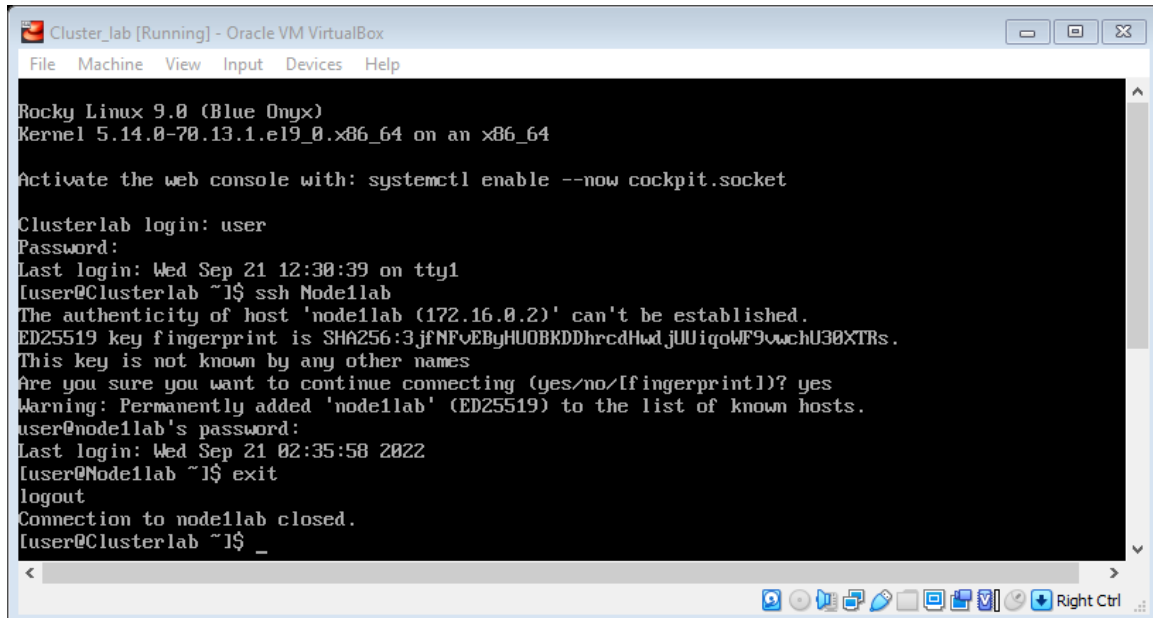 Cluster_lab [Running] - Oracle VM VirtualBox
File Machine View Input Devices Help
Rocky Linux 9.0 (Blue Onyx)
Kernel 5.14.0-70.13.1.el9_0.x86_64 on an x86_64
Activate the web console with: systemctl enable --now cockpit.socket
Clusterlab login: user
Password:
Last login: Wed Sep 21 12:30:39 on tty1
[user@Clusterlab ~]$ ssh Node1lab
The authenticity of host 'node1lab (172.16.0.2)' can't be established.
ED25519 key fingerprint is SHA256:3jfNFvEByHUOBKDDhrcdHwdjUUiqoWF9vwchU30XTRs.
This key is not known by any other names
Are you sure you want to continue connecting (yes/no/[fingerprint])? yes
Warning: Permanently added 'node1lab' (ED25519) to the list of known hosts.
user@node1lab's password:
Last login: Wed Sep 21 02:35:58 2022
[user@Node1lab ~]$ exit
logout
Connection to node1lab closed.
[user@Clusterlab ~]$ _
Right Ctrl